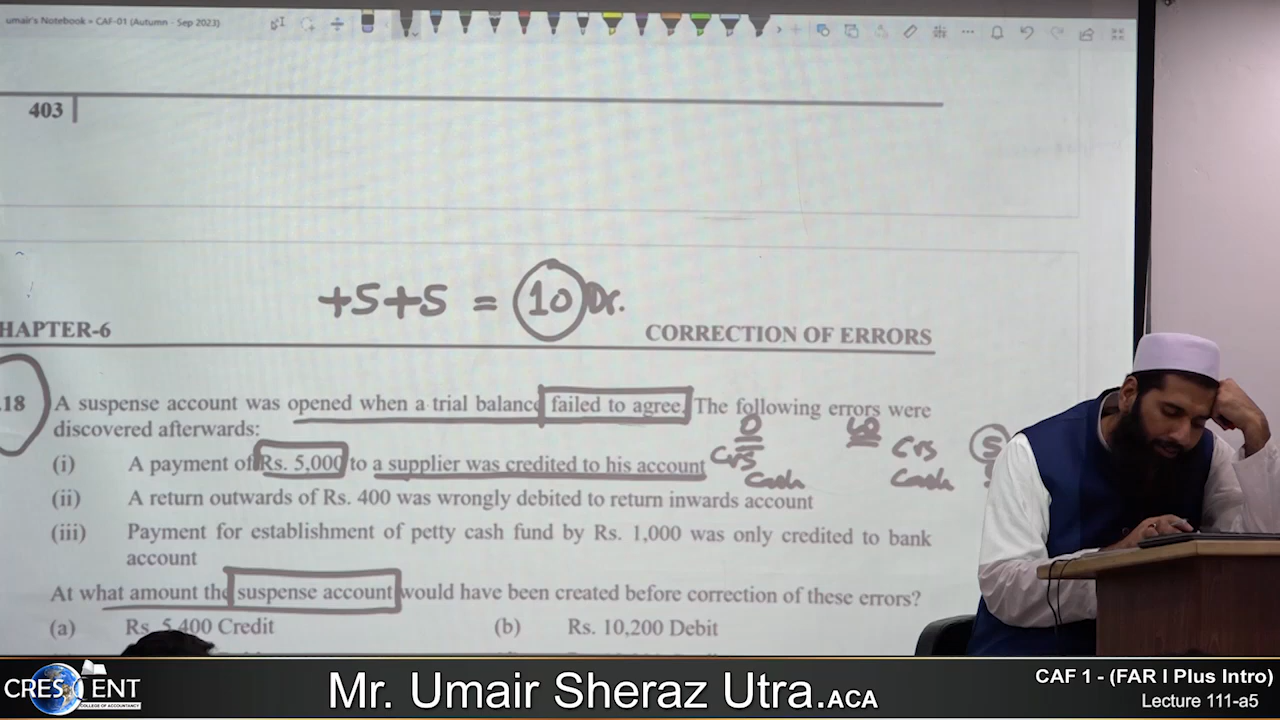 umair's Notebook » CAF-01 (Autumn - Sep 2023)
403
+5+5 = 10 Dr.
HAPTER-6 CORRECTION OF ERRORS
.18 A suspense account was opened when a trial balance failed to agree. The following errors were
discovered afterwards:
(i) A payment of Rs. 5,000 to a supplier was credited to his account
Crs
Cash
Crs
Cash
5
(ii) A return outwards of Rs. 400 was wrongly debited to return inwards account
(iii) Payment for establishment of petty cash fund by Rs. 1,000 was only credited to bank
account
At what amount the suspense account would have been created before correction of these errors?
(a) Rs. 5,400 Credit (b) Rs. 10,200 Debit
CRESCENT
COLLEGE OF ACCOUNTANCY
Mr. Umair Sheraz Utra.ACA
CAF 1 - (FAR I Plus Intro)
Lecture 111-a5